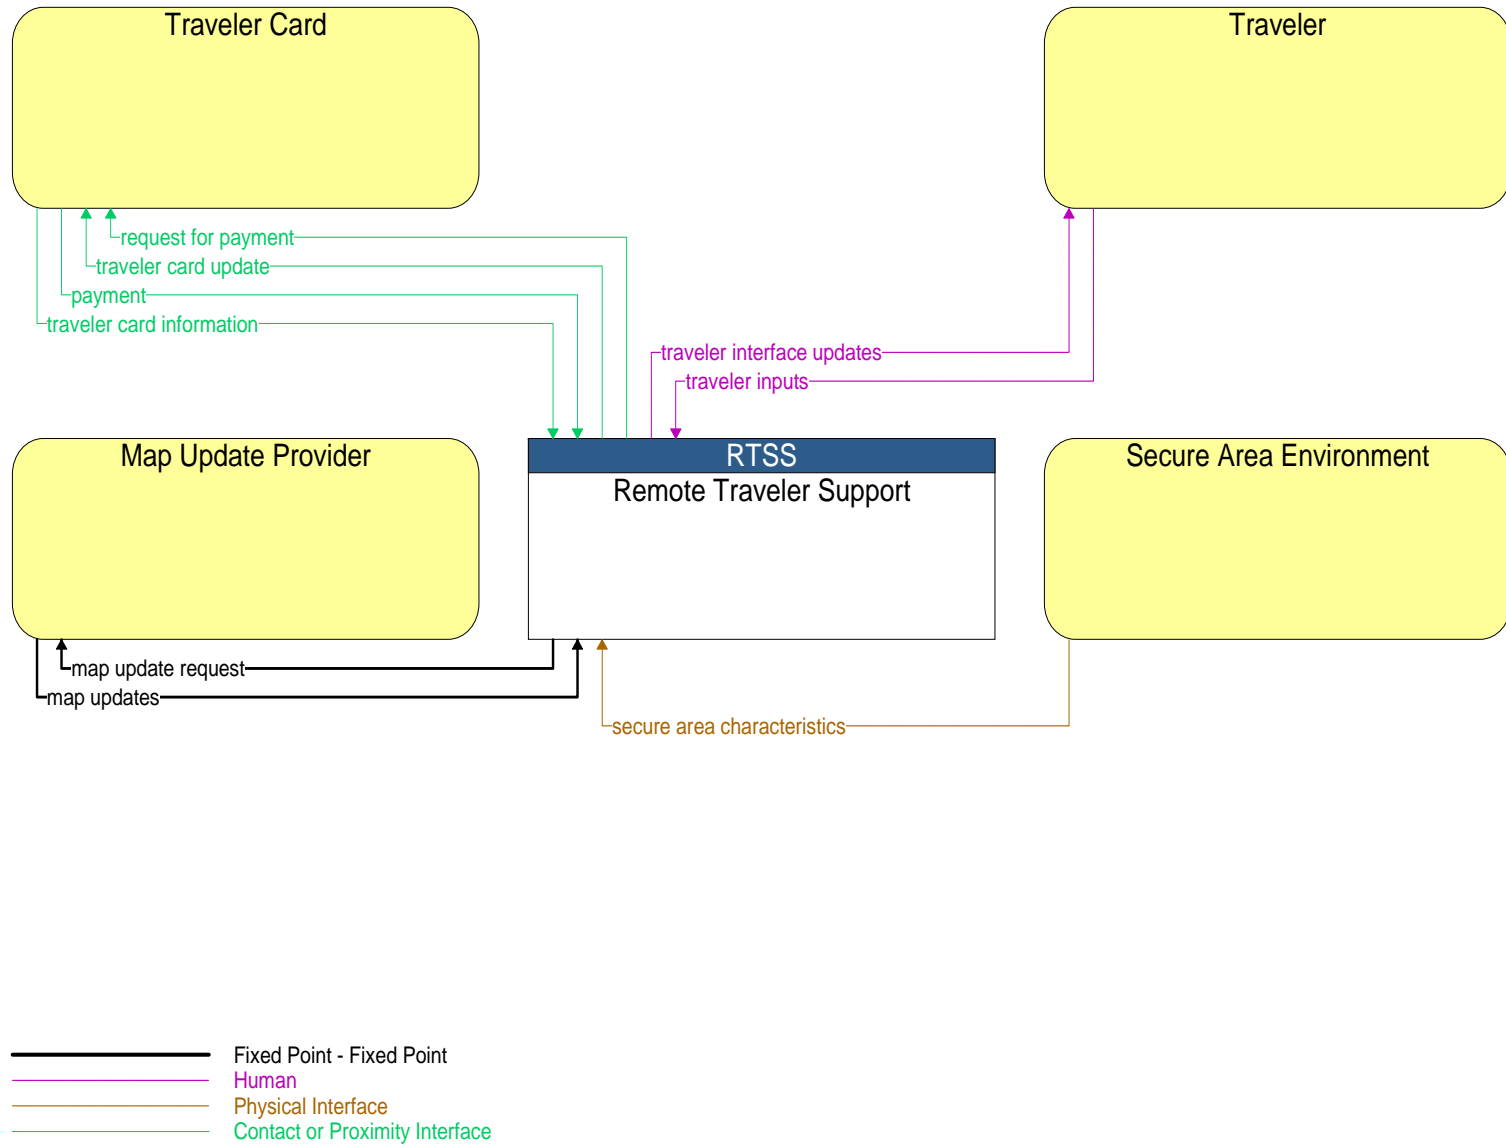 Traveler Card
Traveler
request for payment
traveler card update
payment
traveler card information
traveler interface updates
traveler inputs
Map Update Provider
RTSS
Remote Traveler Support
Secure Area Environment
map update request
map updates
secure area characteristics
Fixed Point - Fixed Point
Human
Physical Interface
Contact or Proximity Interface